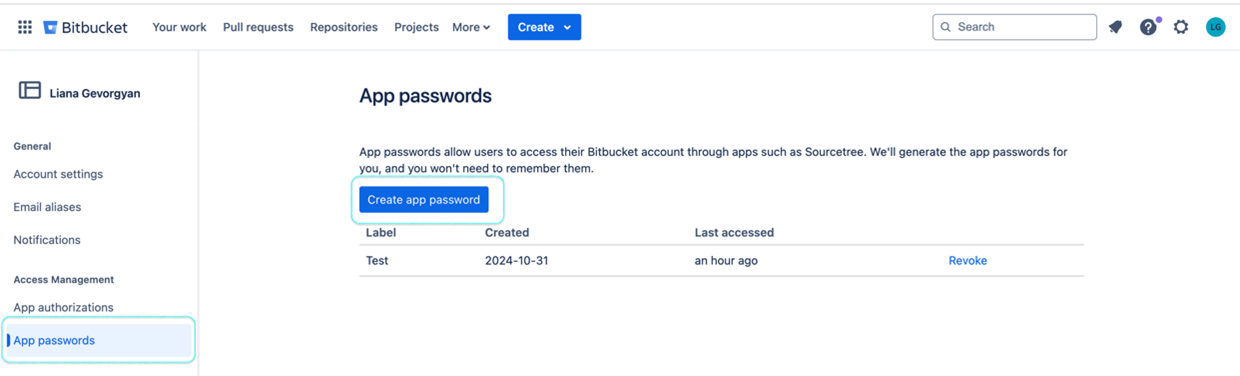 Bitbucket Your work Pull requests Repositories Projects More Create Search LG
Liana Gevorgyan
General
Account settings
Email aliases
Notifications
Access Management
App authorizations
App passwords
App passwords
App passwords allow users to access their Bitbucket account through apps such as Sourcetree. We'll generate the app passwords for
you, and you won't need to remember them.
Create app password
Label Created Last accessed
Test 2024-10-31 an hour ago Revoke